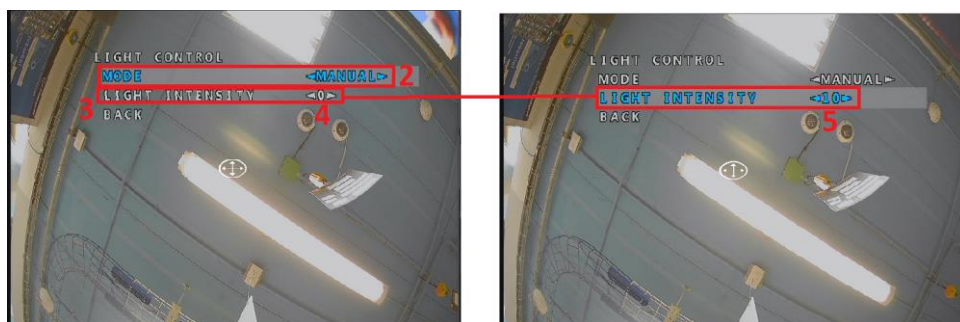 LIGHT CONTROL
MODE ◄MANUAL► 2
3 LIGHT INTENSITY ◄0►
4
BACK
LIGHT CONTROL
MODE ◄MANUAL►
LIGHT INTENSITY ◄10►
BACK
5